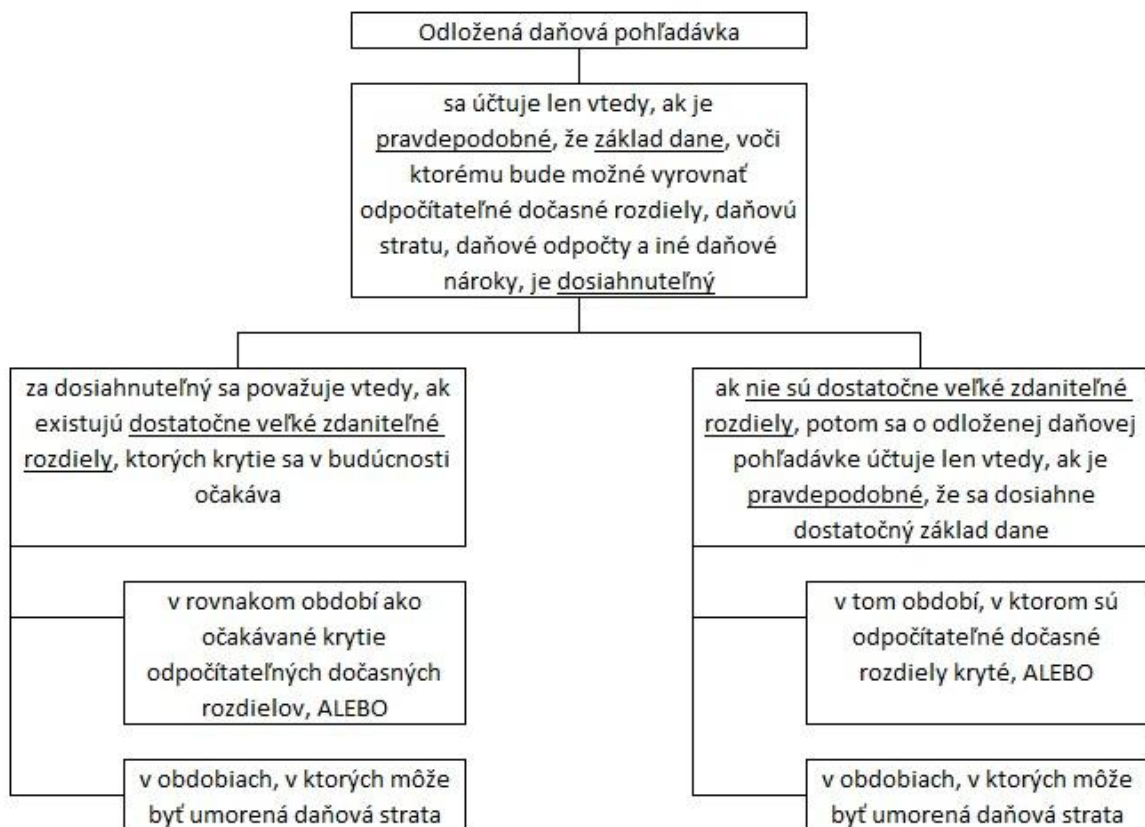 Odložená daňová pohľadávka
sa účtuje len vtedy, ak je
pravdepodobné, že základ dane, voči
ktorému bude možné vyrovnať
odpočítateľné dočasné rozdiely, daňovú
stratu, daňové odpočty a iné daňové
nároky, je dosiahnuteľný
za dosiahnuteľný sa považuje vtedy, ak
existujú dostatočne veľké zdaniteľné
rozdiely, ktorých krytie sa v budúcnosti
očakáva
v rovnakom období ako
očakávané krytie
odpočítateľných dočasných
rozdielov, ALEBO
v obdobiach, v ktorých môže
byť umorená daňová strata
ak nie sú dostatočne veľké zdaniteľné
rozdiely, potom sa o odloženej daňovej
pohľadávke účtuje len vtedy, ak je
pravdepodobné, že sa dosiahne
dostatočný základ dane
v tom období, v ktorom sú
odpočítateľné dočasné
rozdiely kryté, ALEBO
v obdobiach, v ktorých môže
byť umorená daňová strata